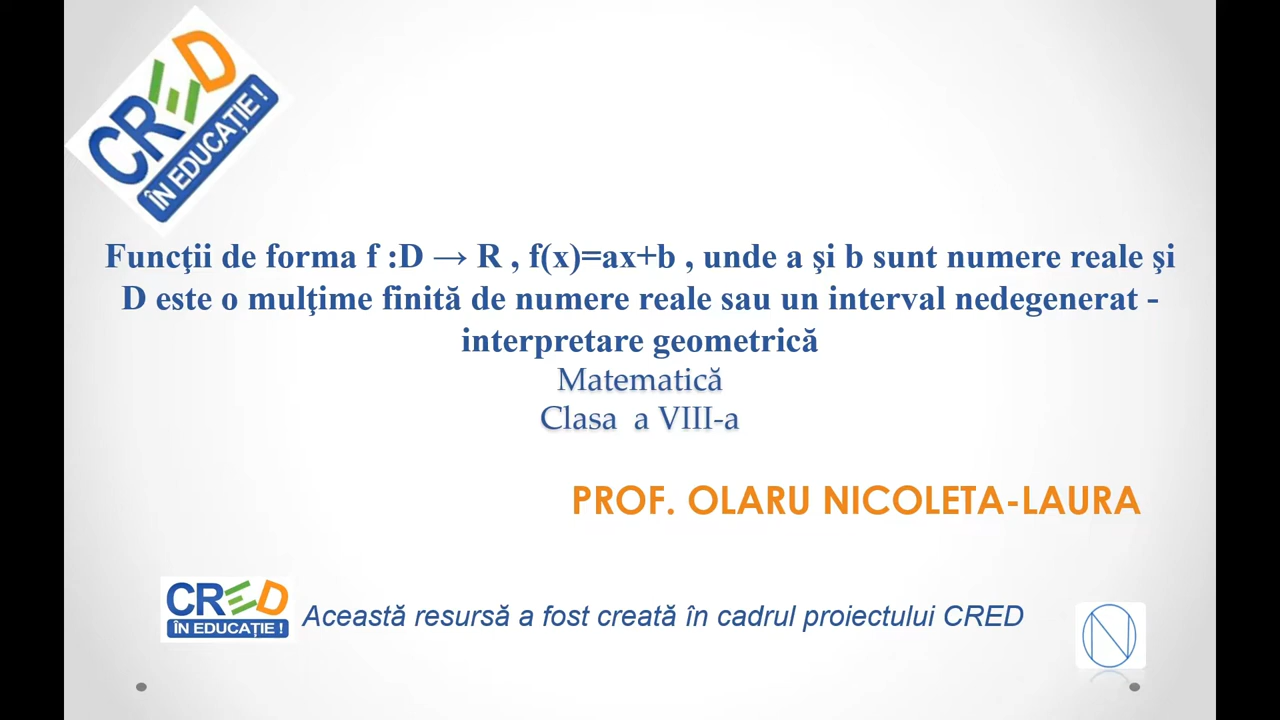 CRED
ÎN EDUCAȚIE !
Funcţii de forma f :D → R , f(x)=ax+b , unde a şi b sunt numere reale şi
D este o mulţime finită de numere reale sau un interval nedegenerat -
interpretare geometrică
Matematică
Clasa a VIII-a
PROF. OLARU NICOLETA-LAURA
CRED
ÎN EDUCAȚIE !
Această resursă a fost creată în cadrul proiectului CRED
N